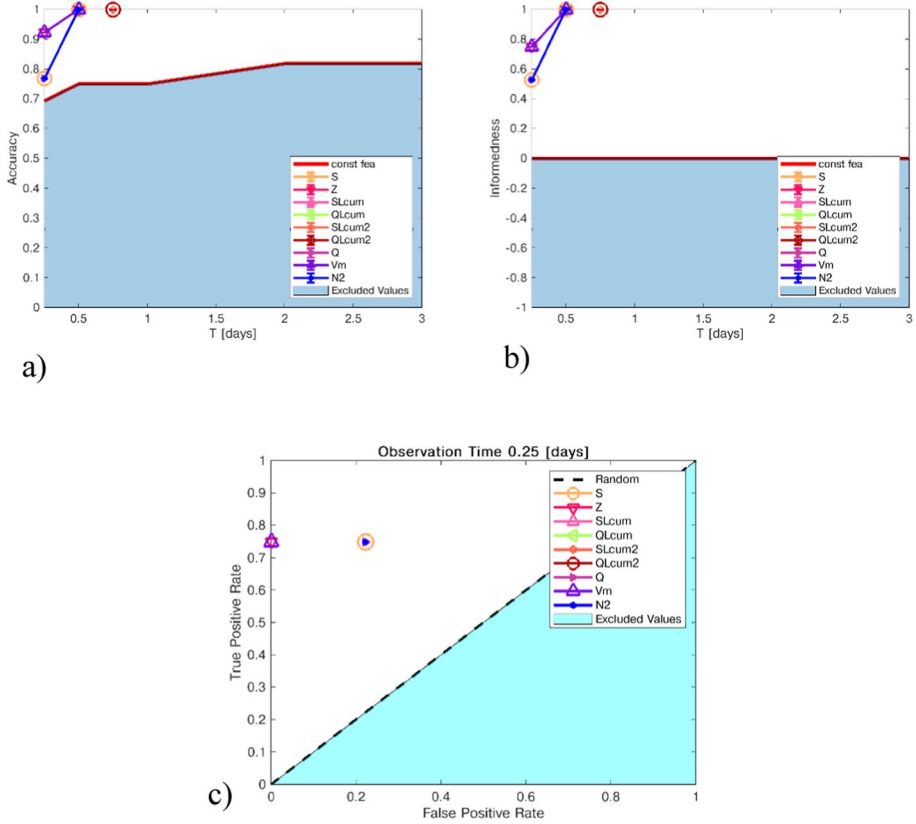 1
0.9
0.8
0.7
0.6
0.5
0.4
0.3
0.2
0.1
0
Accuracy
0.5
1
1.5
2
2.5
3
T [days]
const fea
S
Z
SLcum
QLcum
SLcum2
QLcum2
Q
Vm
N2
Excluded Values
a)
1
0.8
0.6
0.4
0.2
0
-0.2
-0.4
-0.6
-0.8
-1
Informedness
0.5
1
1.5
2
2.5
3
T [days]
const fea
S
Z
SLcum
QLcum
SLcum2
QLcum2
Q
Vm
N2
Excluded Values
b)
Observation Time 0.25 [days]
1
0.9
0.8
0.7
0.6
0.5
0.4
0.3
0.2
0.1
0
True Positive Rate
0
0.2
0.4
0.6
0.8
1
False Positive Rate
Random
S
Z
SLcum
QLcum
SLcum2
QLcum2
Q
Vm
N2
Excluded Values
c)